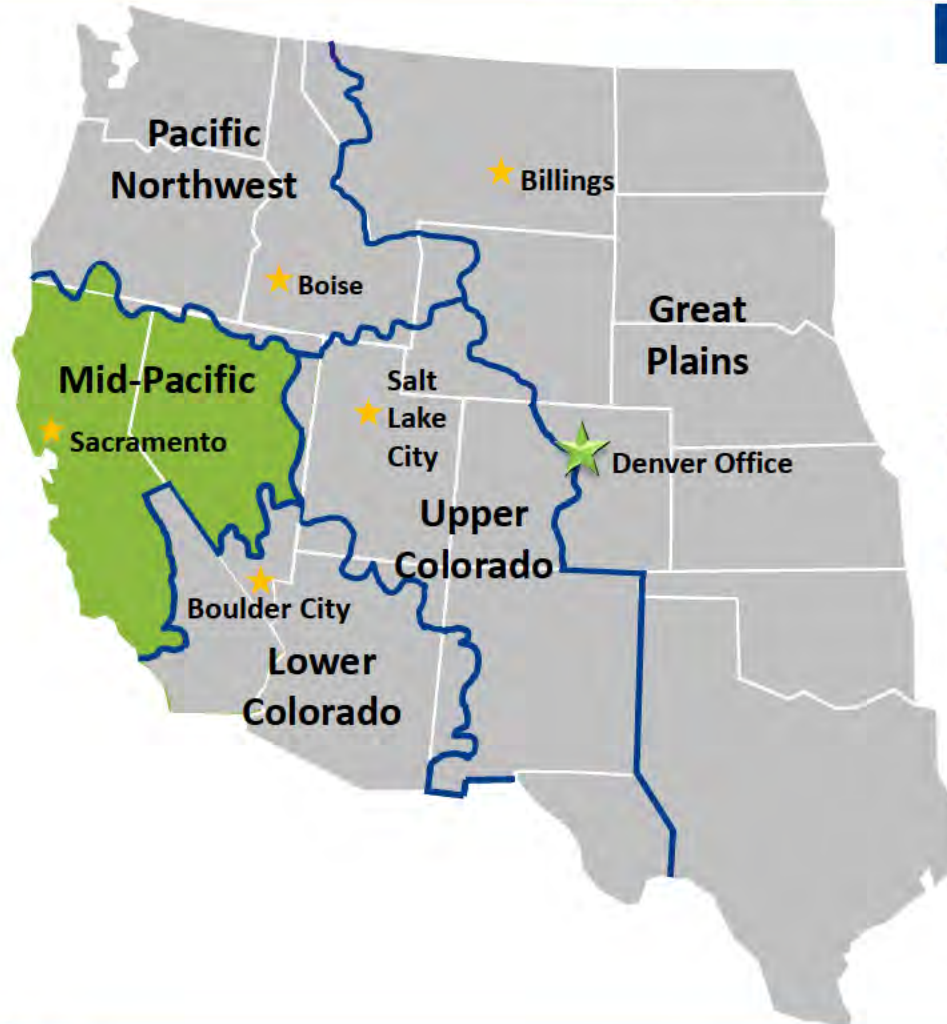 Pacific
Northwest
Billings
Boise
Great
Plains
Mid-Pacific
Salt
Lake
City
Sacramento
Denver Office
Upper
Colorado
Boulder City
Lower
Colorado